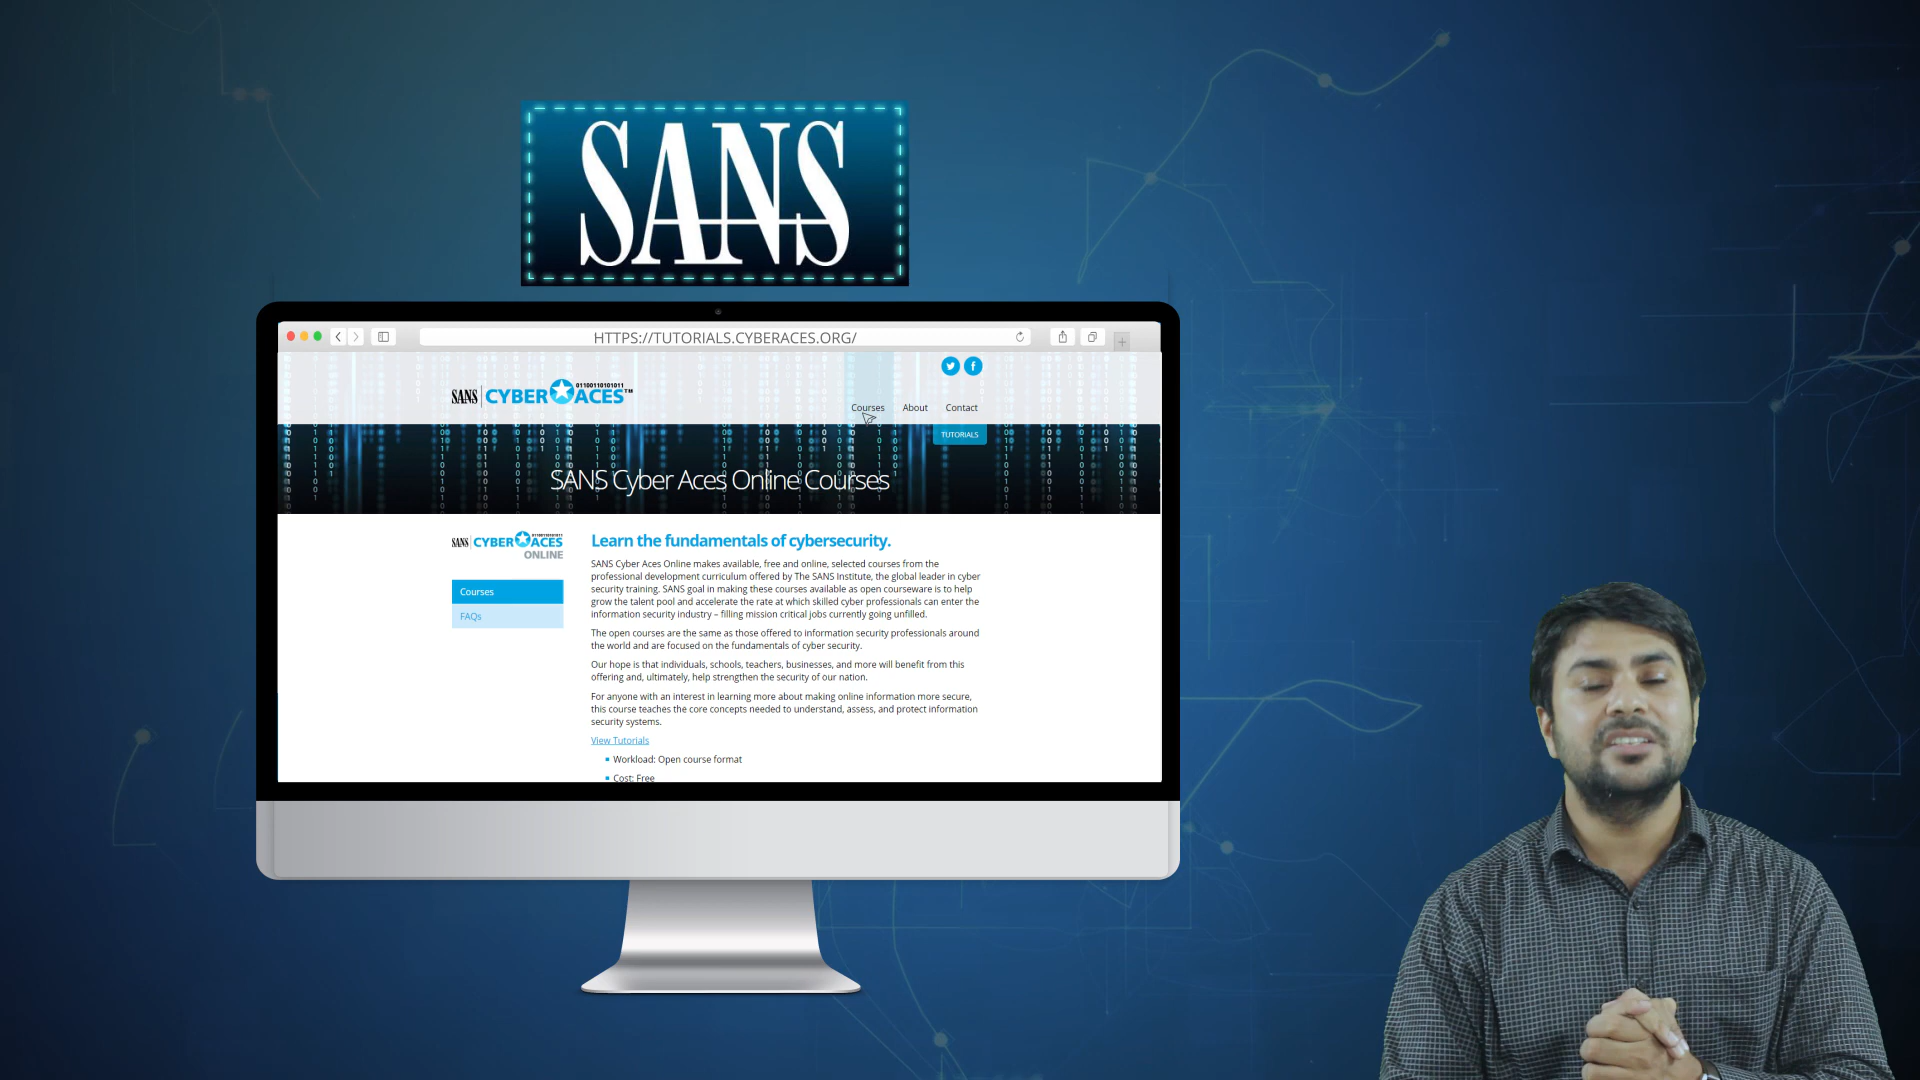 SANS
HTTPS://TUTORIALS.CYBERACES.ORG/
SANS CYBER ACES™
01100110101011
Courses About Contact
TUTORIALS
SANS Cyber Aces Online Courses
SANS CYBER ACES
ONLINE
Courses
FAQs
Learn the fundamentals of cybersecurity.
SANS Cyber Aces Online makes available, free and online, selected courses from the
professional development curriculum offered by The SANS Institute, the global leader in cyber
security training. SANS goal in making these courses available as open courseware is to help
grow the talent pool and accelerate the rate at which skilled cyber professionals can enter the
information security industry – filling mission critical jobs currently going unfilled.
The open courses are the same as those offered to information security professionals around
the world and are focused on the fundamentals of cyber security.
Our hope is that individuals, schools, teachers, businesses, and more will benefit from this
offering and, ultimately, help strengthen the security of our nation.
For anyone with an interest in learning more about making online information more secure,
this course teaches the core concepts needed to understand, assess, and protect information
security systems.
View Tutorials
Workload: Open course format
Cost: Free